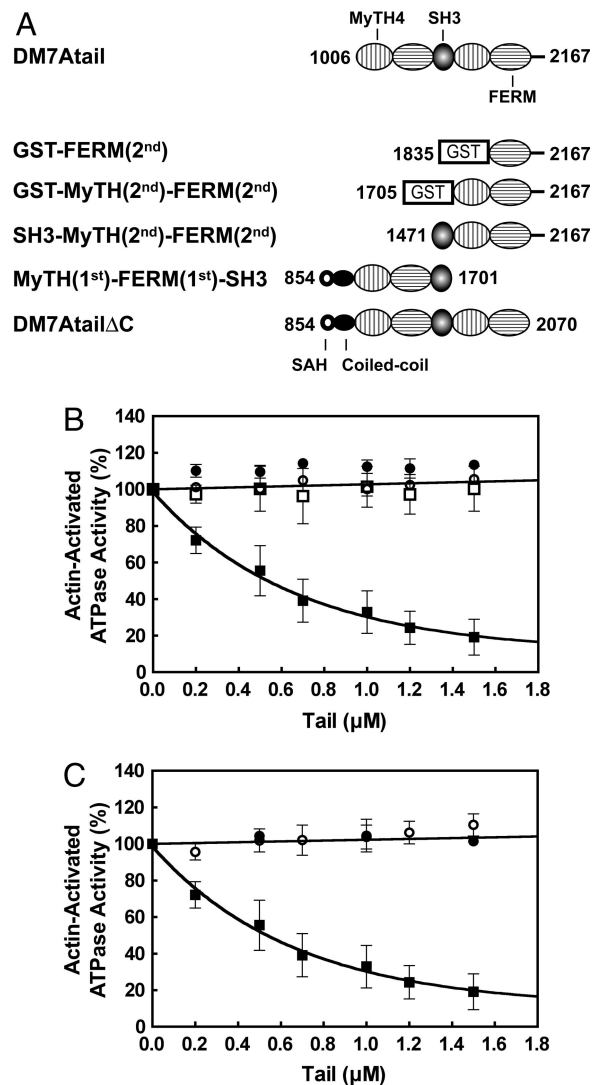 A
MyTH4 SH3
DM7Atail 1006 2167
FERM
GST-FERM(2nd) 1835 GST 2167
GST-MyTH(2nd)-FERM(2nd) 1705 GST 2167
SH3-MyTH(2nd)-FERM(2nd) 1471 2167
MyTH(1st)-FERM(1st)-SH3 854 1701
DM7AtailΔC 854 2070
SAH Coiled-coil
B
Actin-Activated
ATPase Activity (%)
140
120
100
80
60
40
20
0
0.0 0.2 0.4 0.6 0.8 1.0 1.2 1.4 1.6 1.8
Tail (μM)
C
Actin-Activated
ATPase Activity (%)
140
120
100
80
60
40
20
0
0.0 0.2 0.4 0.6 0.8 1.0 1.2 1.4 1.6 1.8
Tail (μM)